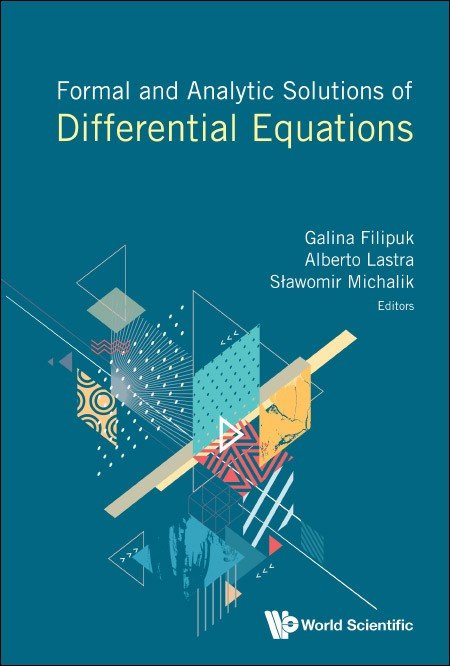 Formal and Analytic Solutions of
Differential Equations
Galina Filipuk
Alberto Lastra
Sławomir Michalik
Editors
World Scientific